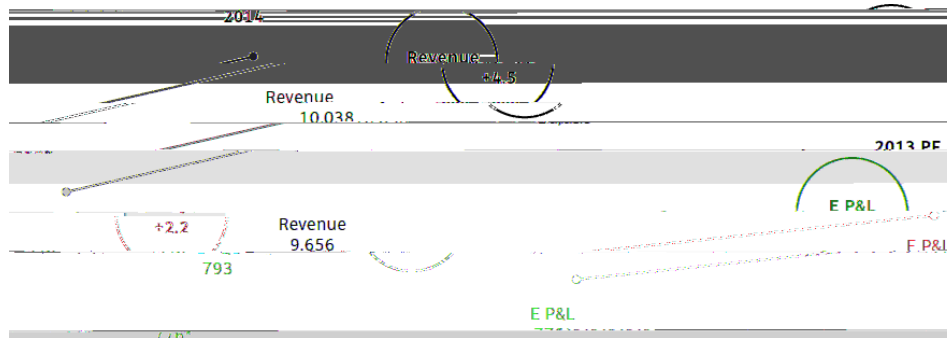 2014
Revenue
+4.5
Revenue
10.038
2013 PF
E P&L
+2.2
Revenue
9.656
E P&L
793
E P&L